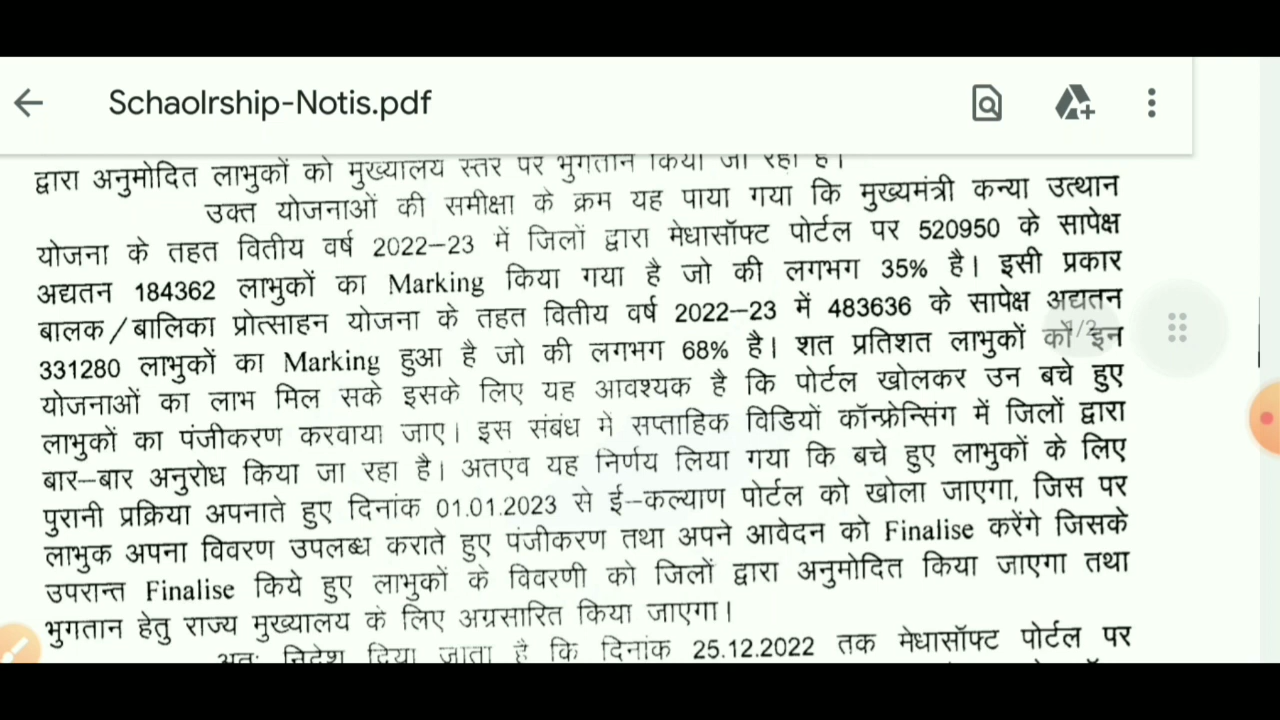 Schaolrship-Notis.pdf
द्वारा अनुमोदित लाभुकों को मुख्यालय स्तर पर भुगतान किया जा रहा है।
उक्त योजनाओं की समीक्षा के क्रम यह पाया गया कि मुख्यमंत्री कन्या उत्थान
योजना के तहत वितीय वर्ष 2022–23 में जिलों द्वारा मेधासॉफ्ट पोर्टल पर 520950 के सापेक्ष
अद्यतन 184362 लाभुकों का Marking किया गया है जो की लगभग 35% है। इसी प्रकार
बालक/बालिका प्रोत्साहन योजना के तहत वितीय वर्ष 2022–23 में 483636 के सापेक्ष अद्यतन
1/2
331280 लाभुकों का Marking हुआ है जो की लगभग 68% है। शत प्रतिशत लाभुकों को इन
योजनाओं का लाभ मिल सके इसके लिए यह आवश्यक है कि पोर्टल खोलकर उन बचे हुए
लाभुकों का पंजीकरण करवाया जाए। इस संबंध में सप्ताहिक विडियों कॉन्फ्रेन्सिंग में जिलों द्वारा
बार–बार अनुरोध किया जा रहा है। अतएव यह निर्णय लिया गया कि बचे हुए लाभुकों के लिए
पुरानी प्रक्रिया अपनाते हुए दिनांक 01.01.2023 से ई–कल्याण पोर्टल को खोला जाएगा, जिस पर
लाभुक अपना विवरण उपलब्ध कराते हुए पंजीकरण तथा अपने आवेदन को Finalise करेंगे जिसके
उपरान्त Finalise किये हुए लाभुकों के विवरणी को जिलों द्वारा अनुमोदित किया जाएगा तथा
भुगतान हेतु राज्य मुख्यालय के लिए अग्रसारित किया जाएगा।
अतः निदेश दिया जाता है कि दिनांक 25.12.2022 तक मेधासॉफ्ट पोर्टल पर